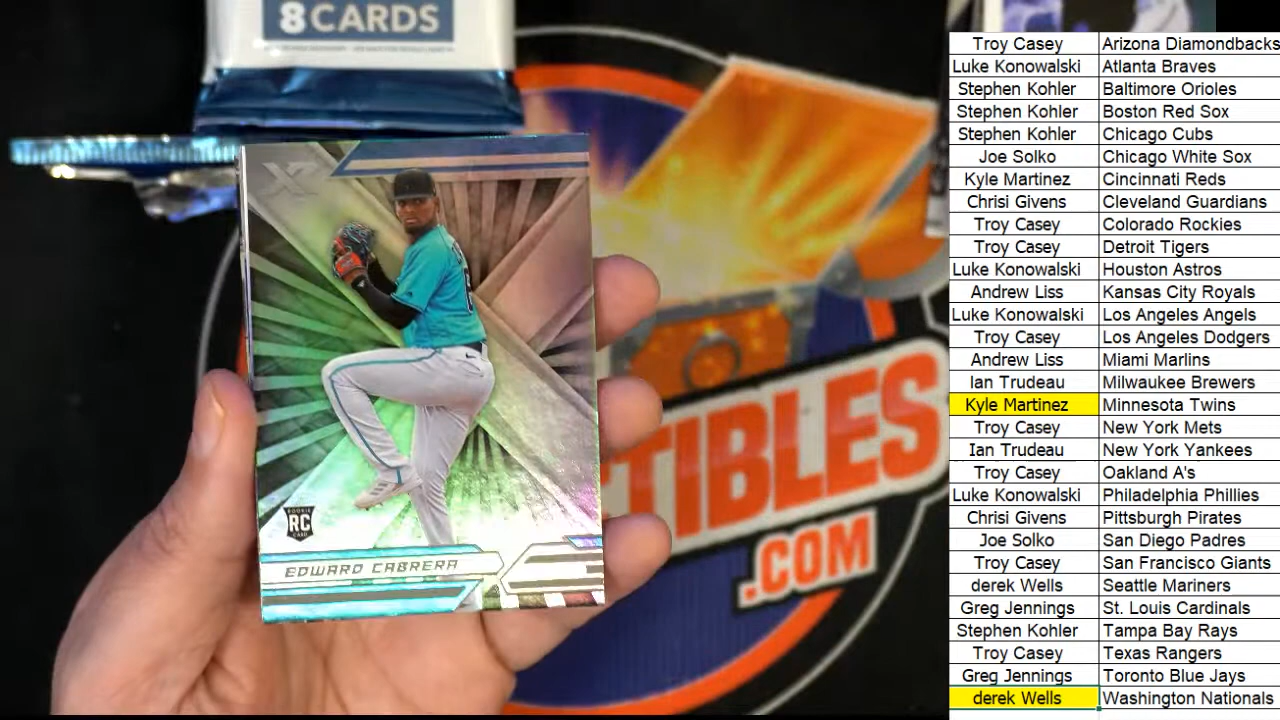 8 CARDS
XR
ROOKIE
RC
CARD
EDWARD CABRERA
TIBLES
.COM
Troy Casey Arizona Diamondbacks
Luke Konowalski Atlanta Braves
Stephen Kohler Baltimore Orioles
Stephen Kohler Boston Red Sox
Stephen Kohler Chicago Cubs
Joe Solko Chicago White Sox
Kyle Martinez Cincinnati Reds
Chrisi Givens Cleveland Guardians
Troy Casey Colorado Rockies
Troy Casey Detroit Tigers
Luke Konowalski Houston Astros
Andrew Liss Kansas City Royals
Luke Konowalski Los Angeles Angels
Troy Casey Los Angeles Dodgers
Andrew Liss Miami Marlins
Ian Trudeau Milwaukee Brewers
Kyle Martinez Minnesota Twins
Troy Casey New York Mets
Ian Trudeau New York Yankees
Troy Casey Oakland A's
Luke Konowalski Philadelphia Phillies
Chrisi Givens Pittsburgh Pirates
Joe Solko San Diego Padres
Troy Casey San Francisco Giants
derek Wells Seattle Mariners
Greg Jennings St. Louis Cardinals
Stephen Kohler Tampa Bay Rays
Troy Casey Texas Rangers
Greg Jennings Toronto Blue Jays
derek Wells Washington Nationals